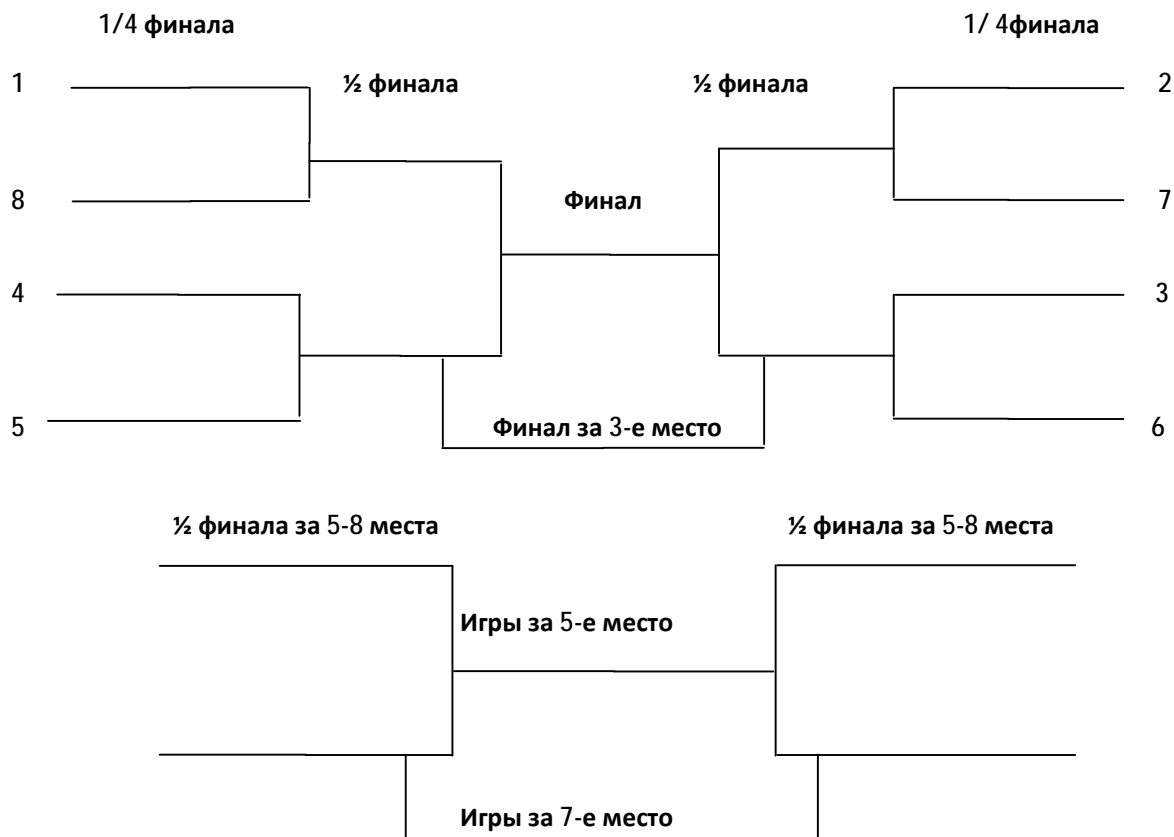 1/4 финала 1/ 4финала
1 ½ финала ½ финала 2
8 Финал 7
4 3
5 Финал за 3-е место 6
½ финала за 5-8 места ½ финала за 5-8 места
Игры за 5-е место
Игры за 7-е место